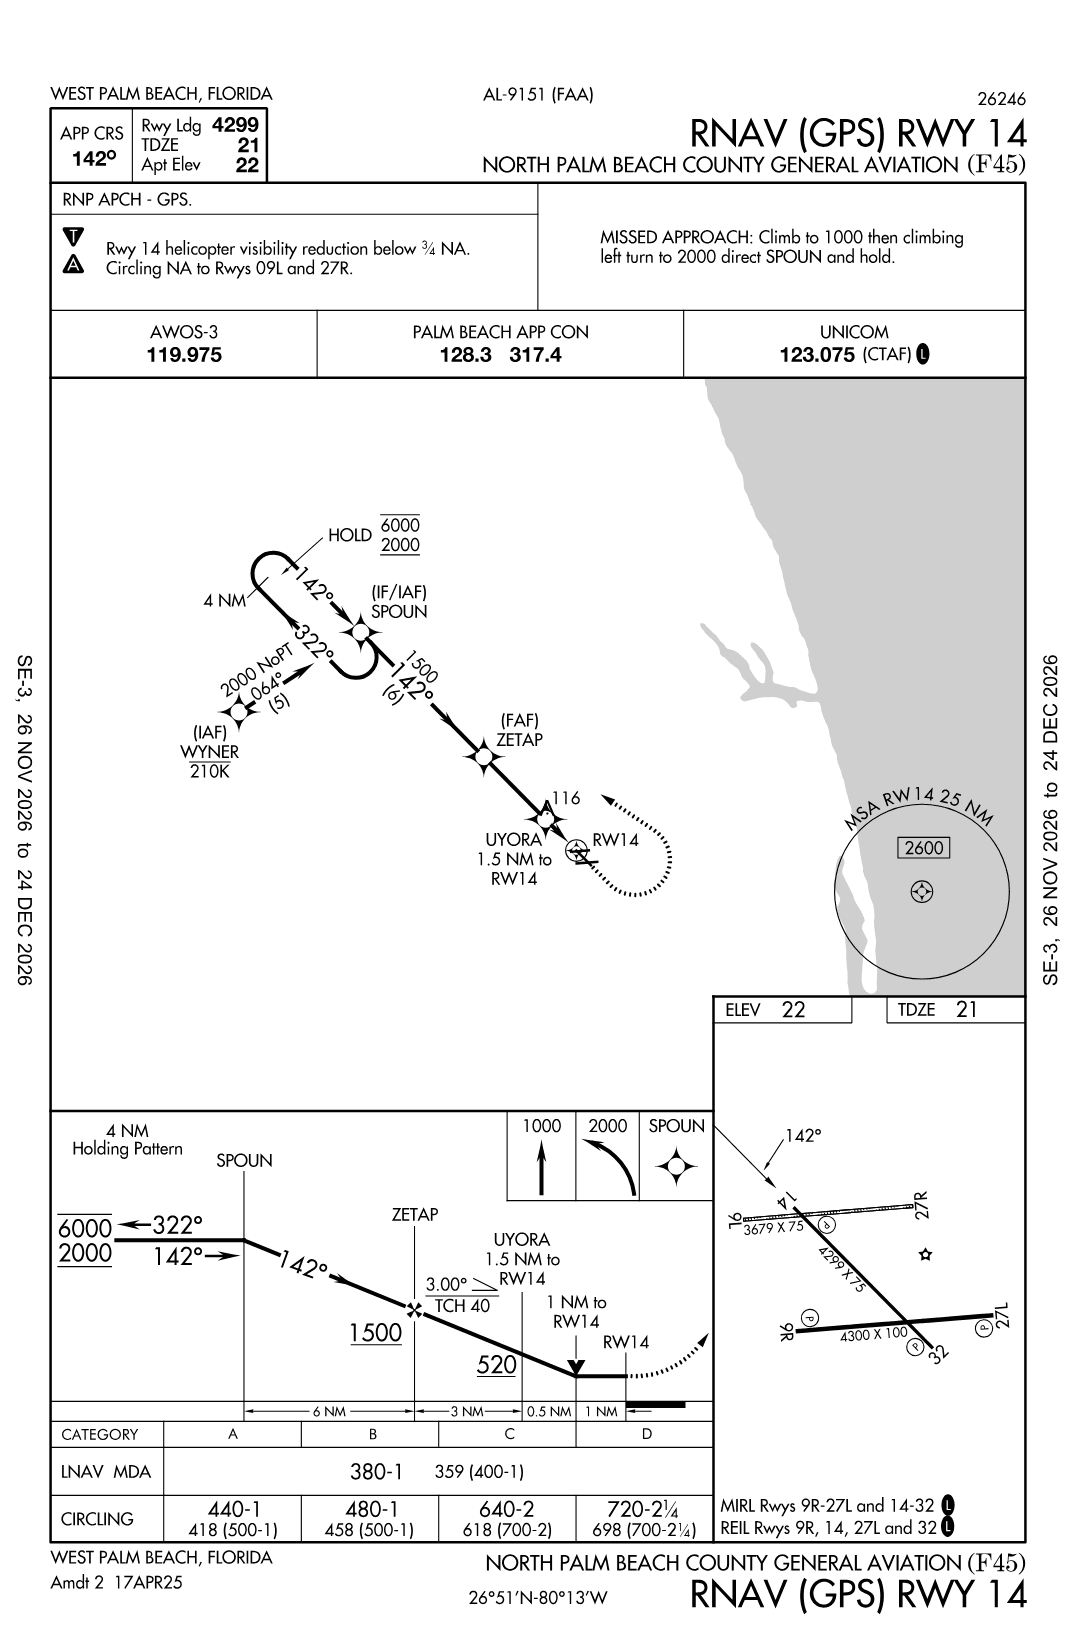 WEST PALM BEACH, FLORIDA
AL-9151 (FAA)
26246
APP CRS
142°
Rwy Ldg 4299
TDZE 21
Apt Elev 22
RNAV (GPS) RWY 14
NORTH PALM BEACH COUNTY GENERAL AVIATION (F45)
RNP APCH - GPS.
T
A
Rwy 14 helicopter visibility reduction below ¾ NA.
Circling NA to Rwys 09L and 27R.
MISSED APPROACH: Climb to 1000 then climbing
left turn to 2000 direct SPOUN and hold.
AWOS-3
119.975
PALM BEACH APP CON
128.3 317.4
UNICOM
123.075 (CTAF) L
HOLD 6000
2000
142°
4 NM
(IF/IAF)
SPOUN
322°
2000 NoPT
064°
(5)
1500
142°
(6)
(IAF)
WYNER
210K
(FAF)
ZETAP
116
UYORA
1.5 NM to
RW14
RW14
MSA RW14 25 NM
2600
SE-3, 26 NOV 2026 to 24 DEC 2026
SE-3, 26 NOV 2026 to 24 DEC 2026
ELEV 22
TDZE 21
4 NM
Holding Pattern
SPOUN
6000
2000
322°
142°
142°
ZETAP
1500
3.00°
TCH 40
UYORA
1.5 NM to
RW14
520
1 NM to
RW14
RW14
1000
2000
SPOUN
6 NM
3 NM
0.5 NM
1 NM
142°
14
9L
27R
3679 X 75
P
4299 X 75
P
9R
4300 X 100
P
P
27L
32
MIRL Rwys 9R-27L and 14-32 L
REIL Rwys 9R, 14, 27L and 32 L
CATEGORY A B C D
LNAV MDA 380-1 359 (400-1)
CIRCLING
440-1
418 (500-1)
480-1
458 (500-1)
640-2
618 (700-2)
720-2¼
698 (700-2¼)
WEST PALM BEACH, FLORIDA
Amdt 2 17APR25
26°51'N-80°13'W
NORTH PALM BEACH COUNTY GENERAL AVIATION (F45)
RNAV (GPS) RWY 14